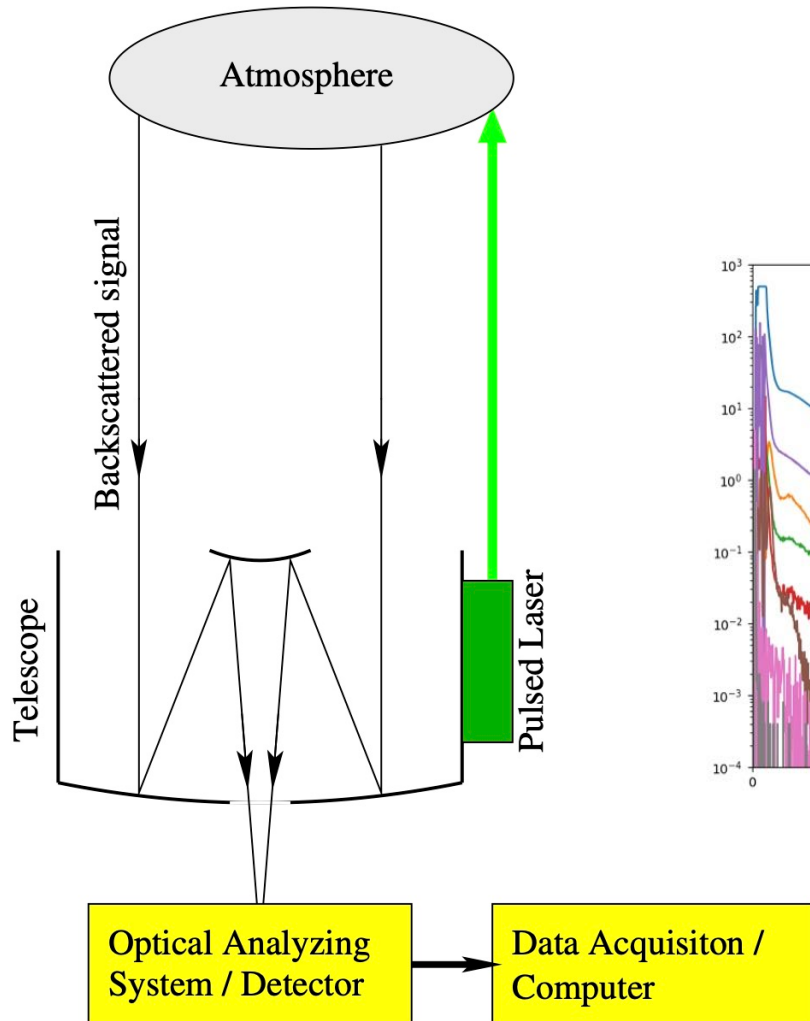 Atmosphere
Backscattered signal
Telescope
Pulsed Laser
10³
10²
10¹
10⁰
10⁻¹
10⁻²
10⁻³
10⁻⁴
0
Optical Analyzing
System / Detector
Data Acquisiton /
Computer